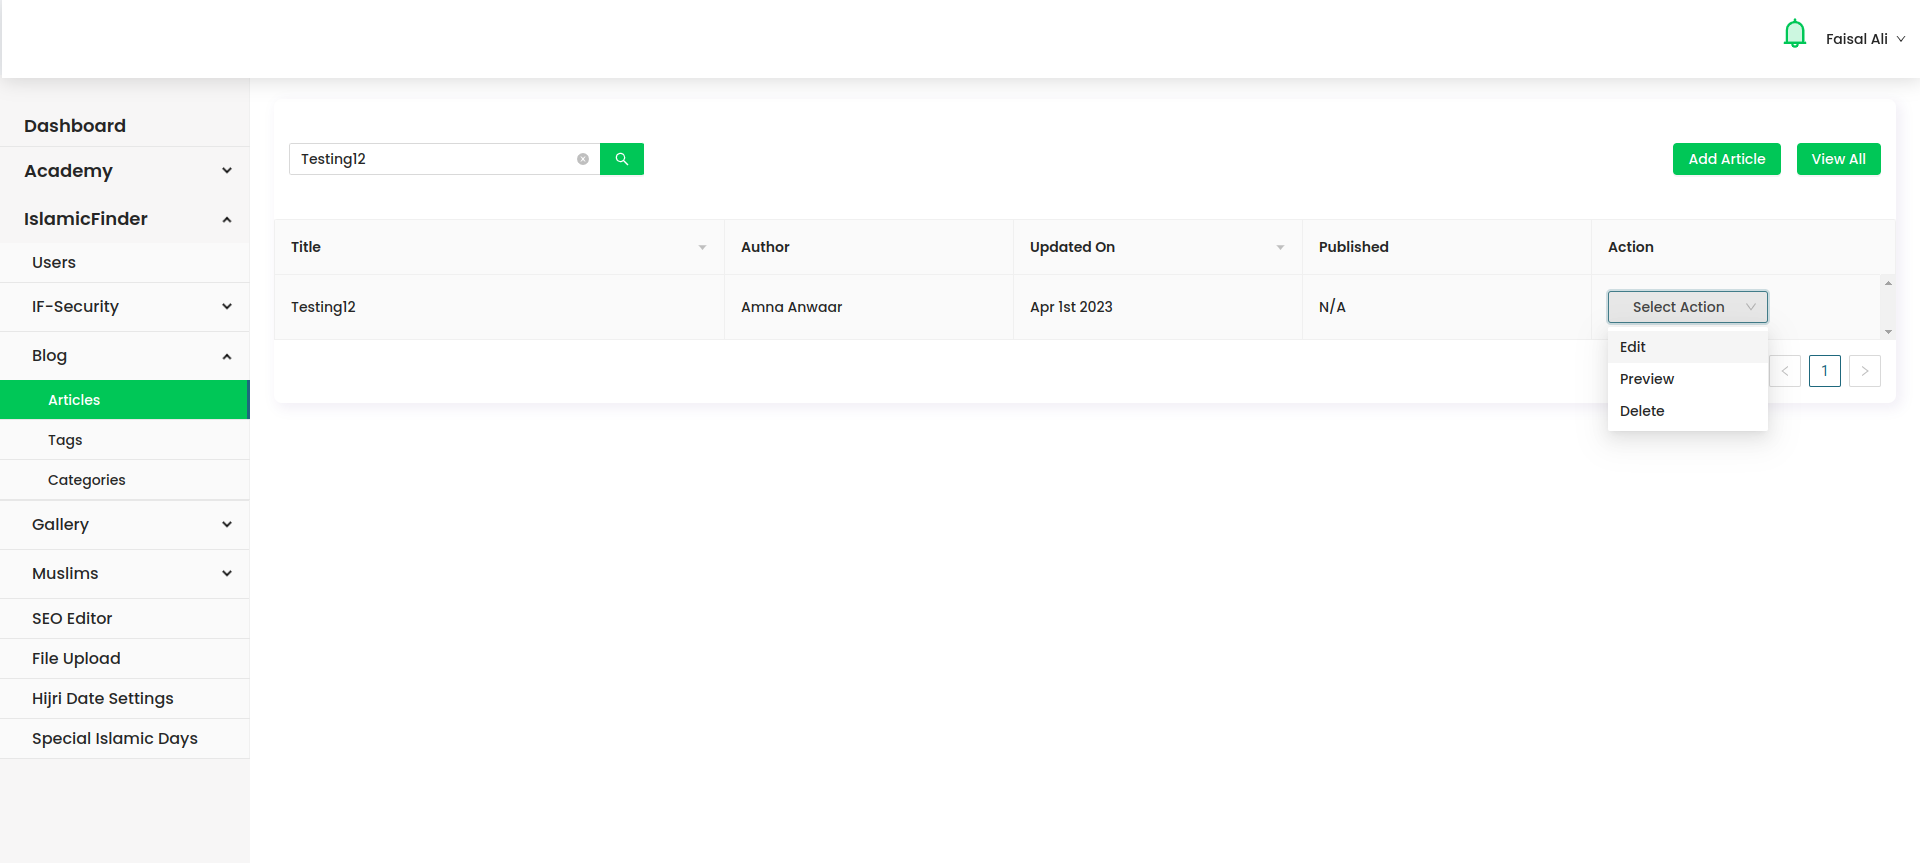 Faisal Ali
Dashboard
Academy
IslamicFinder
Users
IF-Security
Blog
Articles
Tags
Categories
Gallery
Muslims
SEO Editor
File Upload
Hijri Date Settings
Special Islamic Days
Testing12
Add Article
View All
Title Author Updated On Published Action
Testing12 Amna Anwaar Apr 1st 2023 N/A Select Action
Edit
Preview
Delete
1